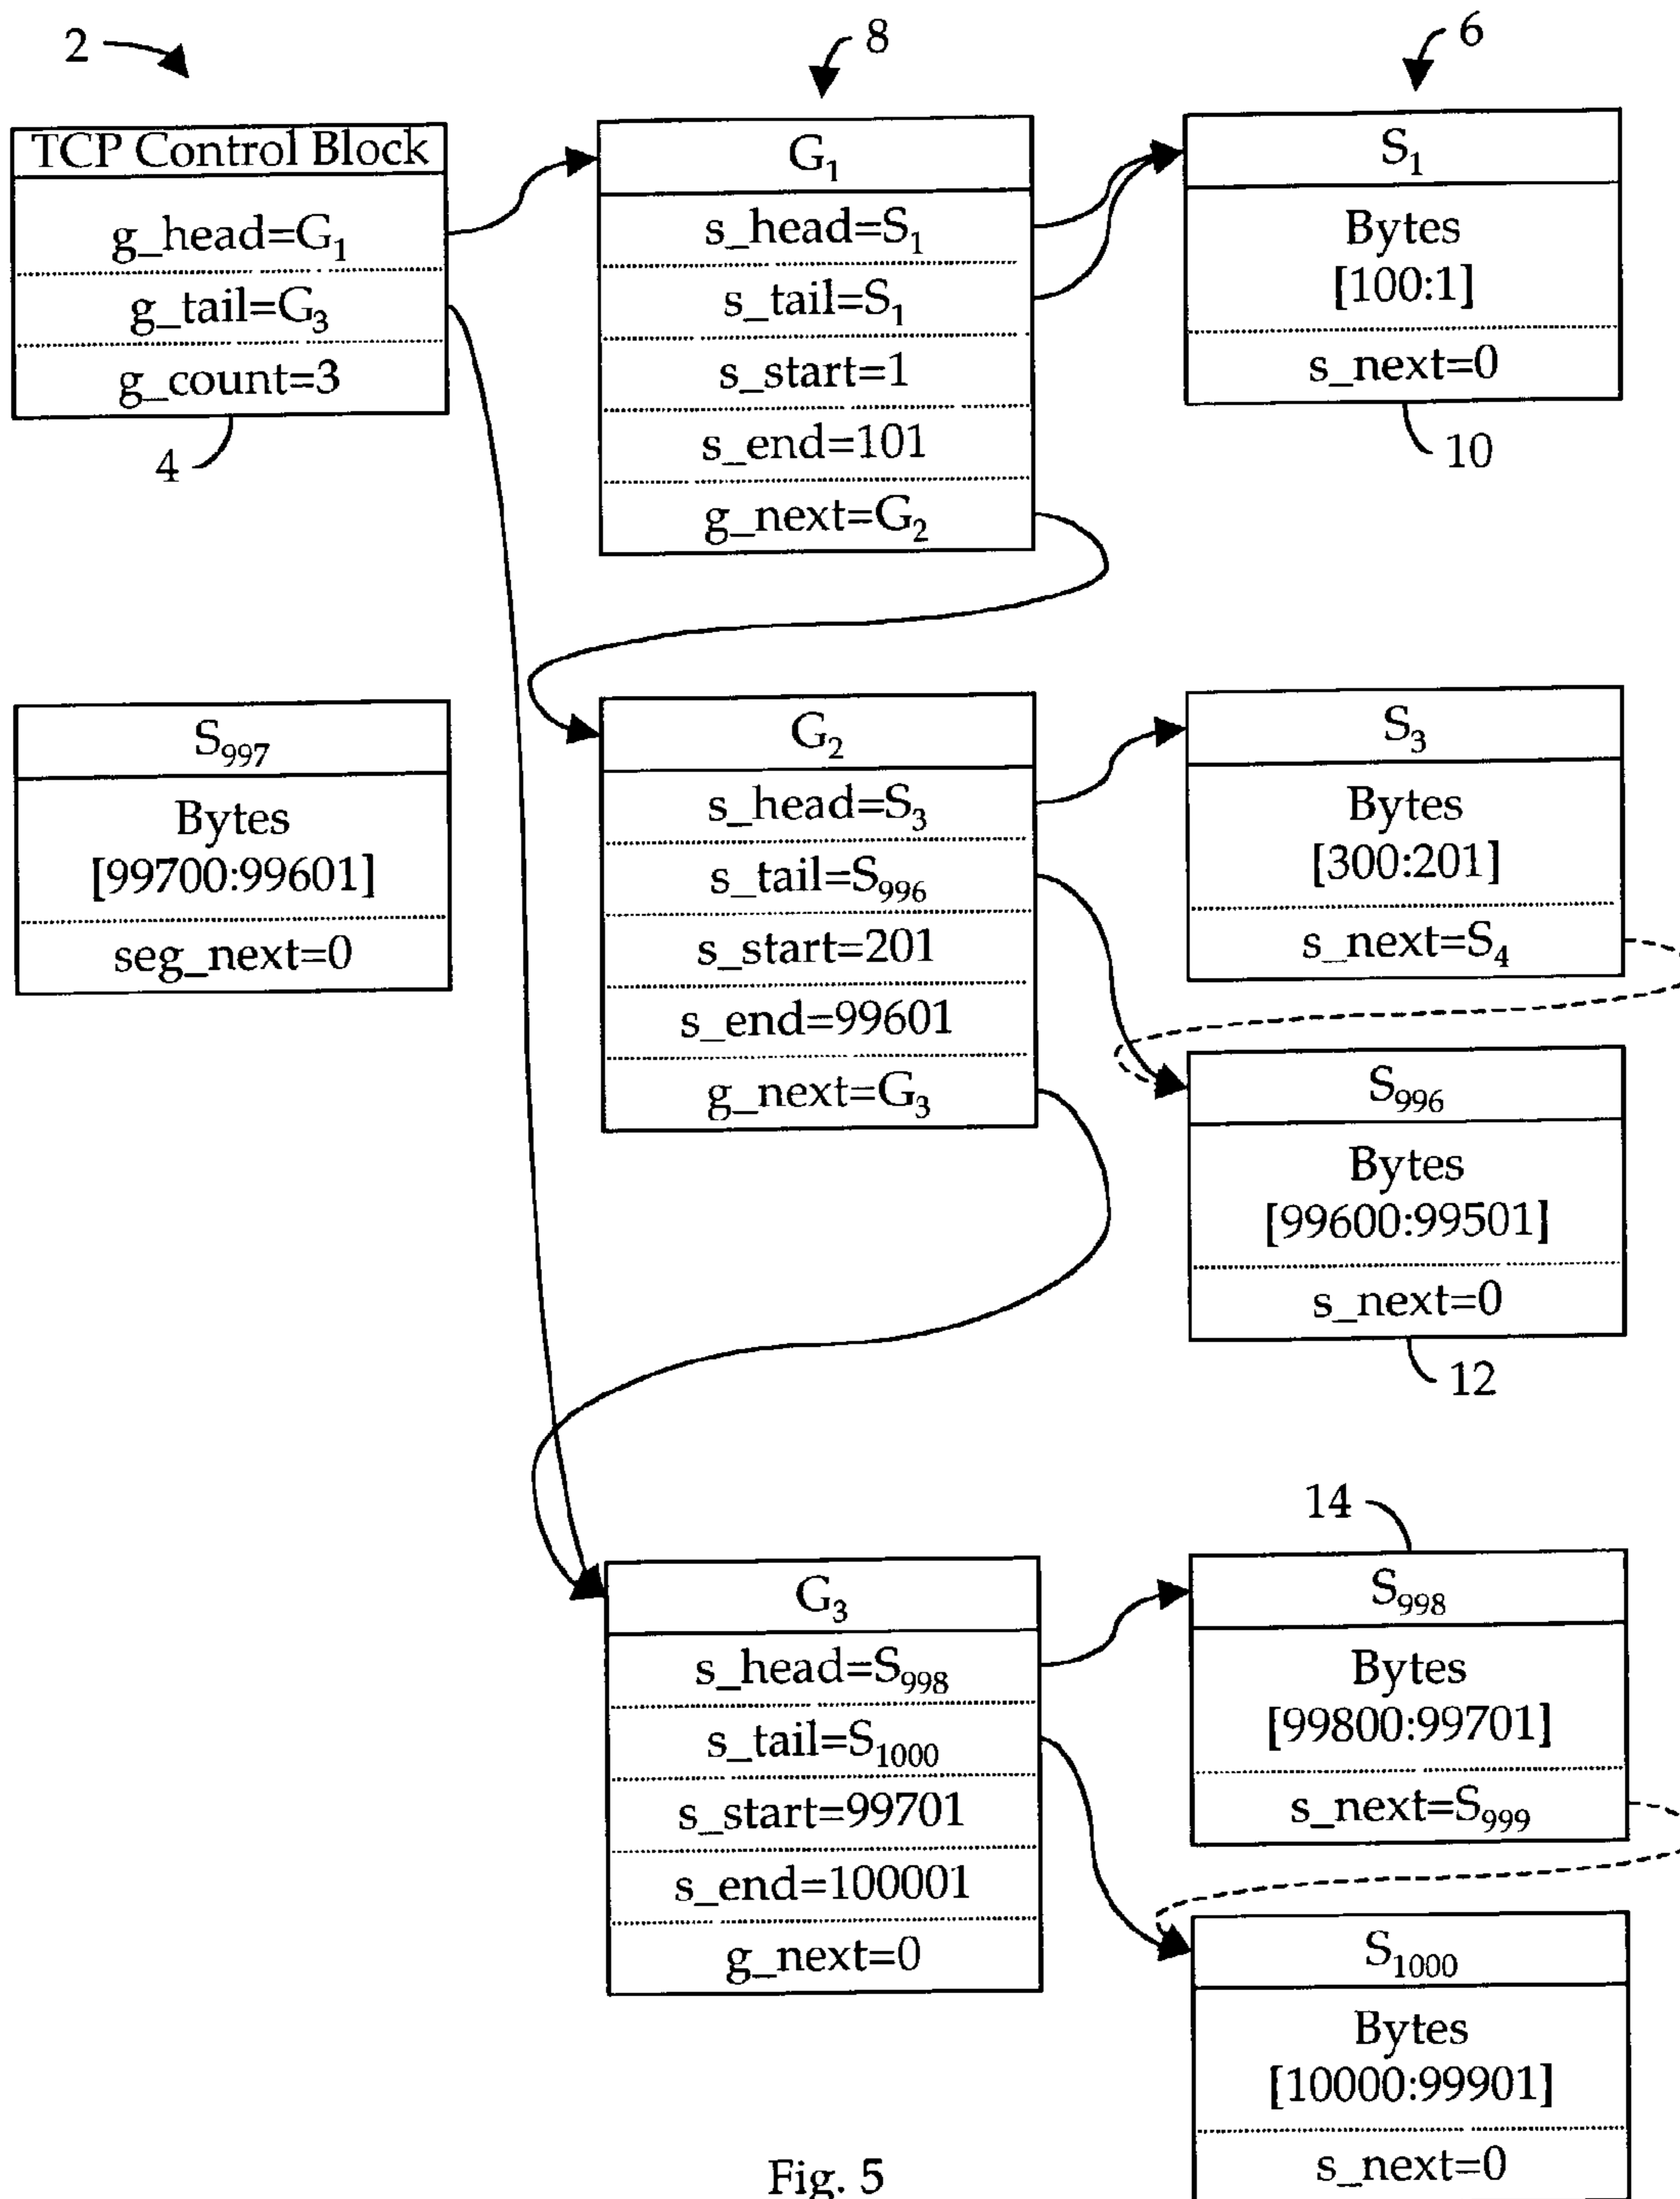 2
8
6
TCP Control Block
g_head=G₁
g_tail=G₃
g_count=3
4
G₁
s_head=S₁
s_tail=S₁
s_start=1
s_end=101
g_next=G₂
S₁
Bytes
[100:1]
s_next=0
10
S₉₉₇
Bytes
[99700:99601]
seg_next=0
G₂
s_head=S₃
s_tail=S₉₉₆
s_start=201
s_end=99601
g_next=G₃
S₃
Bytes
[300:201]
s_next=S₄
S₉₉₆
Bytes
[99600:99501]
s_next=0
12
14
G₃
s_head=S₉₉₈
s_tail=S₁₀₀₀
s_start=99701
s_end=100001
g_next=0
S₉₉₈
Bytes
[99800:99701]
s_next=S₉₉₉
S₁₀₀₀
Bytes
[10000:99901]
s_next=0
Fig. 5